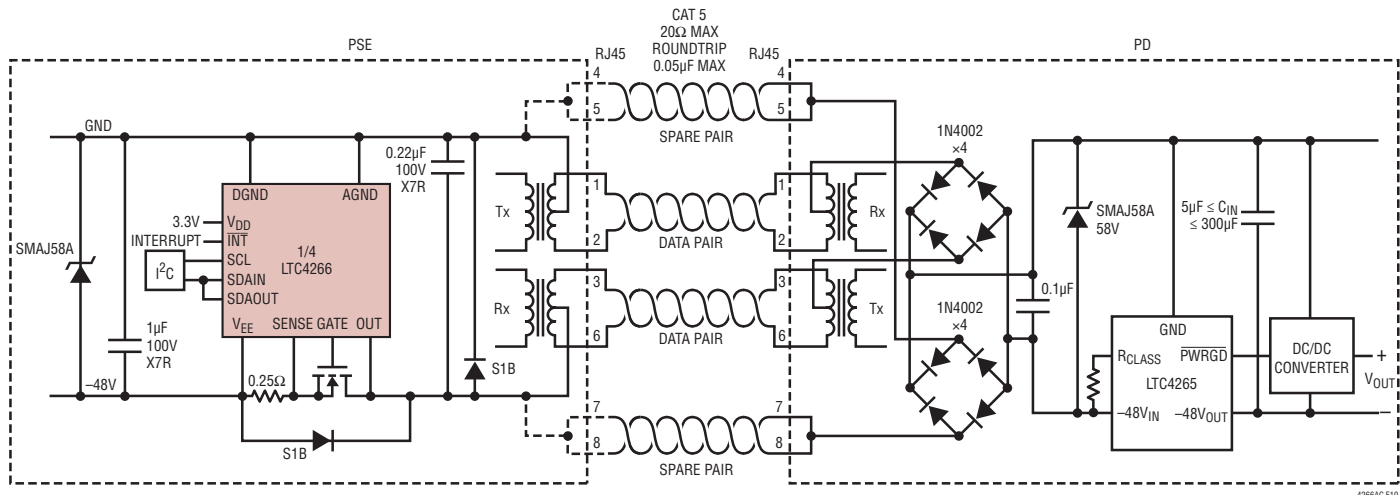 CAT 5
20Ω MAX
ROUNDTRIP
0.05µF MAX
PSE
RJ45
RJ45
PD
4
5
4
5
SPARE PAIR
GND
0.22µF
100V
X7R
1N4002
×4
DGND
AGND
3.3V
VDD
INTERRUPT
INT
SCL
I2C
SDAIN
SDAOUT
1/4
LTC4266
VEE
SENSE
GATE
OUT
SMAJ58A
1µF
100V
X7R
–48V
0.25Ω
S1B
S1B
Tx
1
2
1
2
Rx
DATA PAIR
Rx
3
6
3
6
Tx
DATA PAIR
1N4002
×4
7
8
7
8
SPARE PAIR
0.1µF
SMAJ58A
58V
5µF ≤ CIN
≤ 300µF
GND
RCLASS
PWRGD
LTC4265
–48VIN
–48VOUT
DC/DC
CONVERTER
+
VOUT
–
4266AC F10